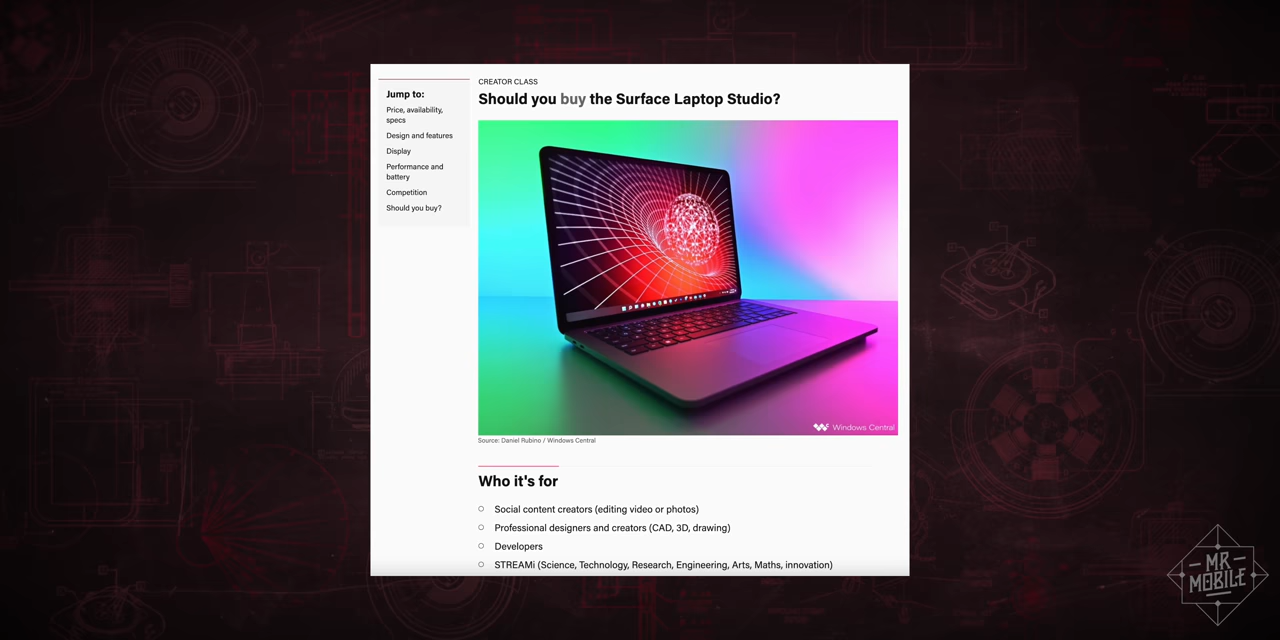 Jump to:
Price, availability,
specs
Design and features
Display
Performance and
battery
Competition
Should you buy?
CREATOR CLASS
Should you buy the Surface Laptop Studio?
Windows Central
Source: Daniel Rubino / Windows Central
Who it's for
Social content creators (editing video or photos)
Professional designers and creators (CAD, 3D, drawing)
Developers
STREAMi (Science, Technology, Research, Engineering, Arts, Maths, innovation)
MR
MOBILE